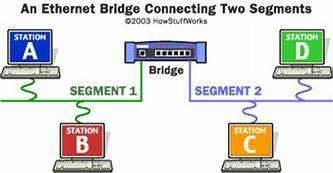 An Ethernet Bridge Connecting Two Segments
©2003 HowStuffWorks
STATION
A
STATION
D
Bridge
SEGMENT 1
SEGMENT 2
STATION
B
STATION
C